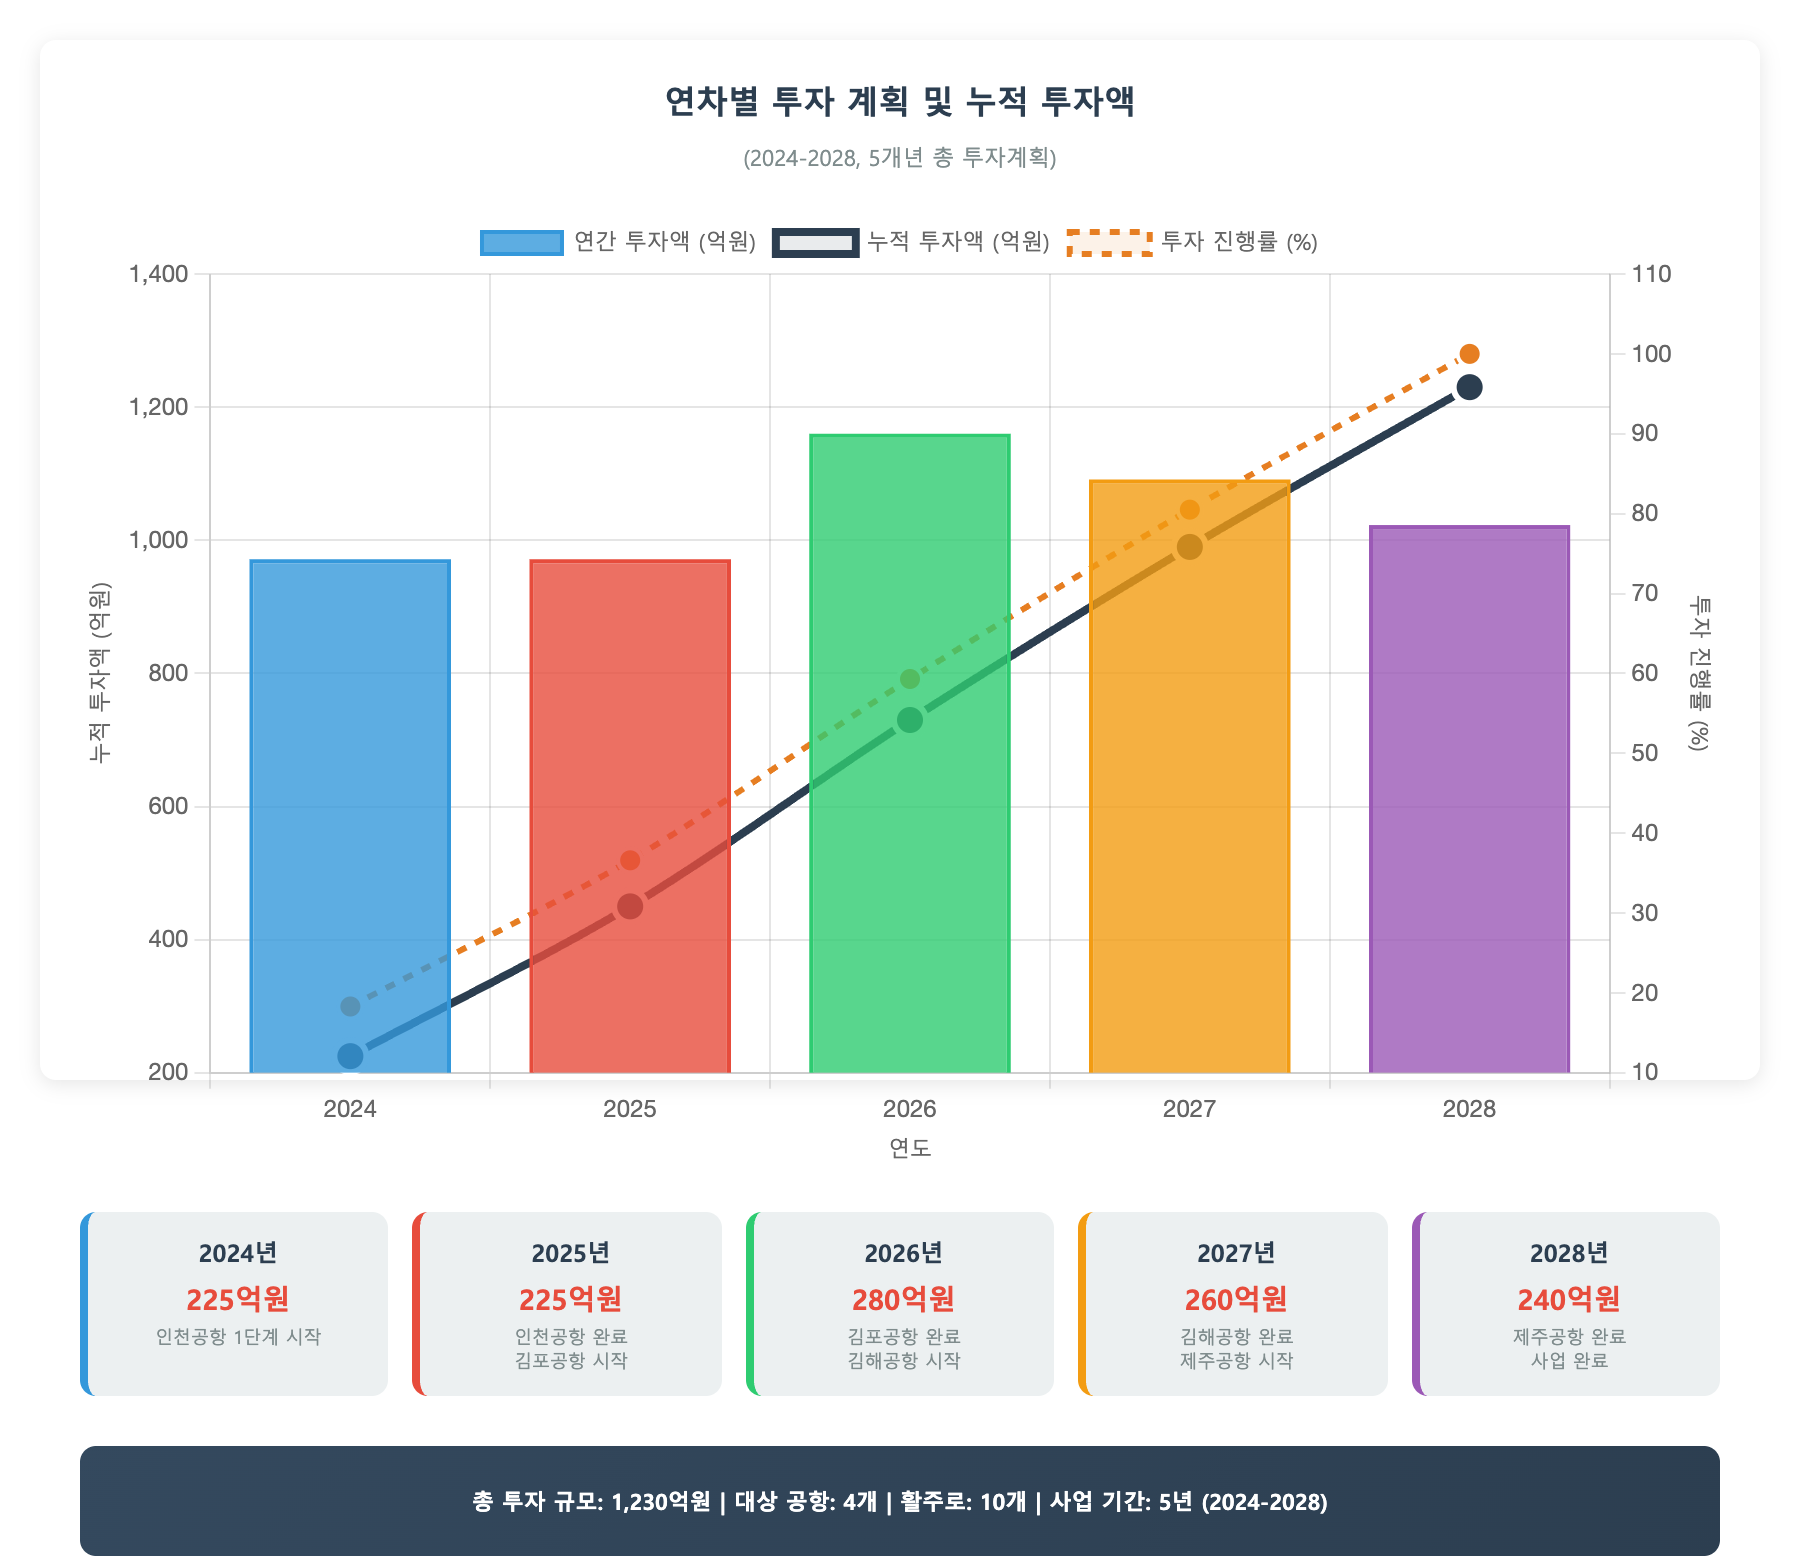 연차별 투자 계획 및 누적 투자액
(2024-2028, 5개년 총 투자계획)
연간 투자액 (억원) 누적 투자액 (억원) 투자 진행률 (%)
1,400
1,200
1,000
800
600
400
200
누적 투자액 (억원)
110
100
90
80
70
60
50
40
30
20
10
투자 진행률 (%)
2024 2025 2026 2027 2028
연도
2024년
225억원
인천공항 1단계 시작
2025년
225억원
인천공항 완료
김포공항 시작
2026년
280억원
김포공항 완료
김해공항 시작
2027년
260억원
김해공항 완료
제주공항 시작
2028년
240억원
제주공항 완료
사업 완료
총 투자 규모: 1,230억원 | 대상 공항: 4개 | 활주로: 10개 | 사업 기간: 5년 (2024-2028)